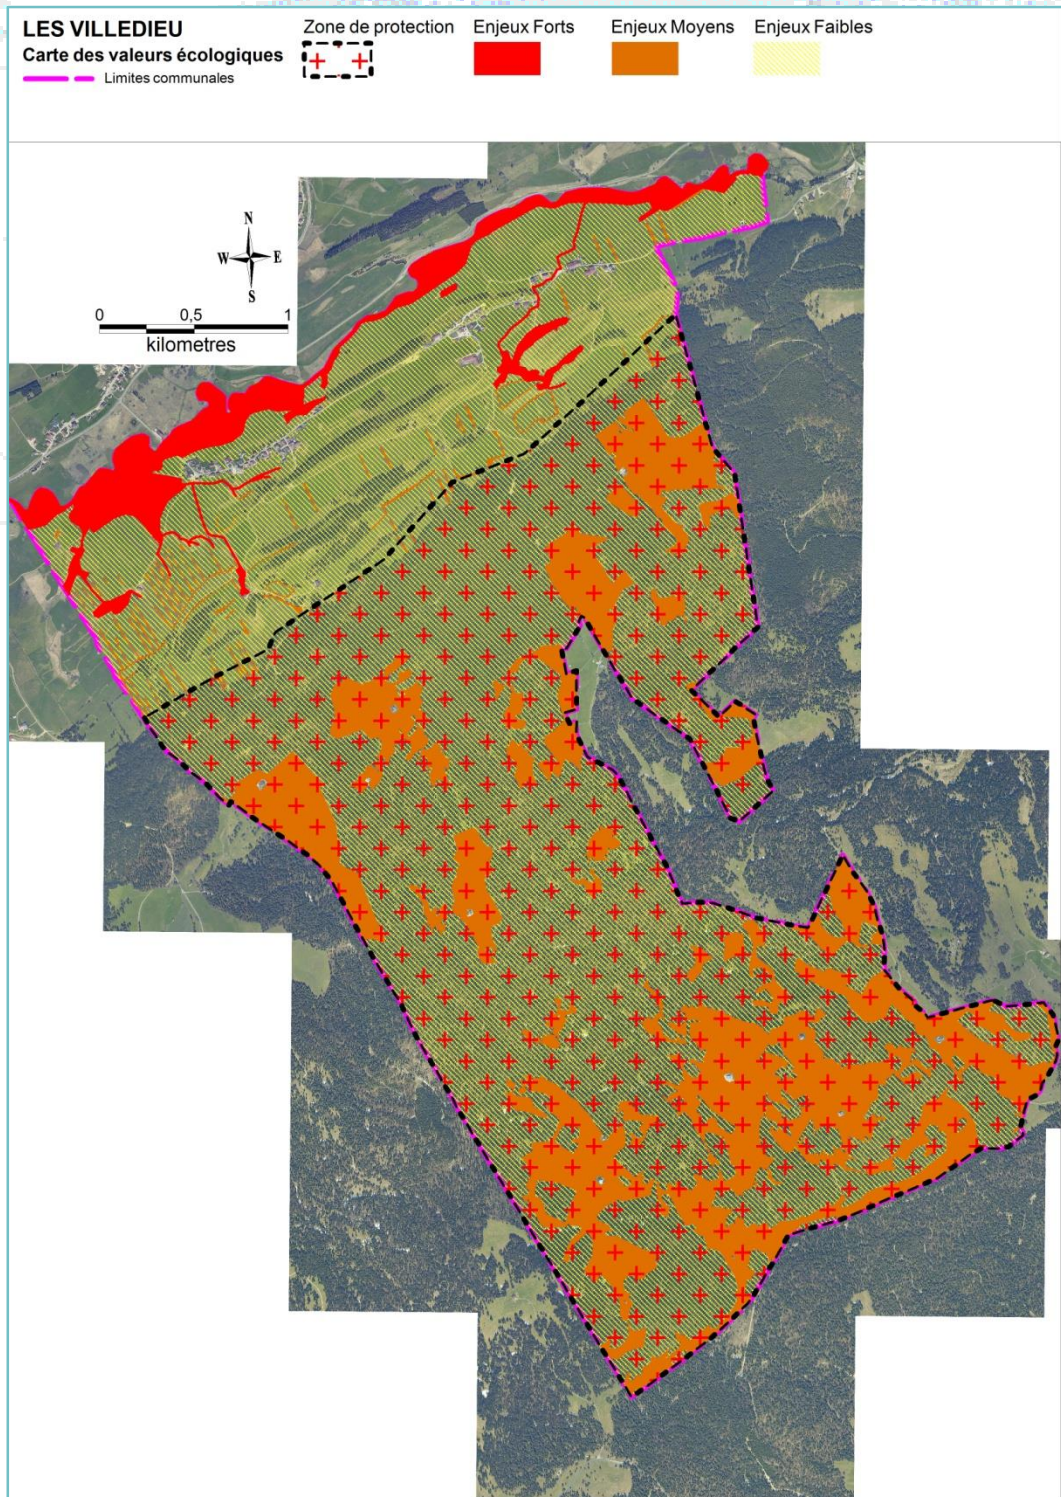 LES VILLEDIEU
Carte des valeurs écologiques
Limites communales
Zone de protection
Enjeux Forts
Enjeux Moyens
Enjeux Faibles
N
W E
S
0 0,5 1
kilometres